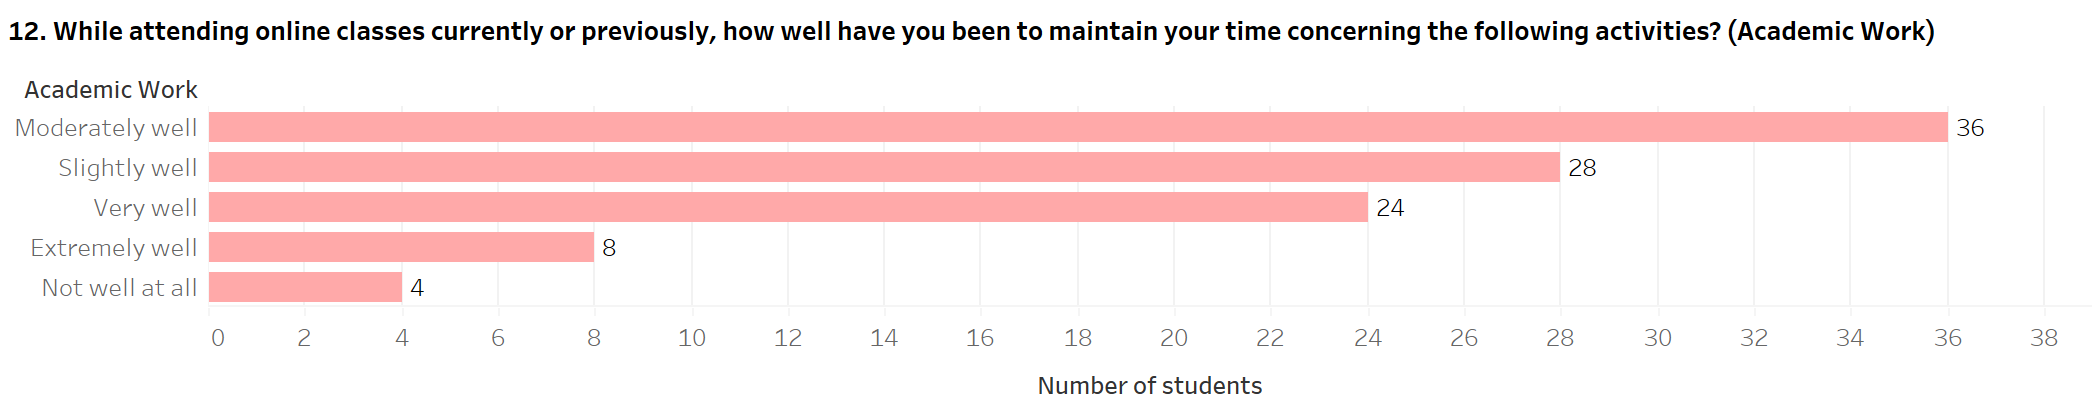 12. While attending online classes currently or previously, how well have you been to maintain your time concerning the following activities? (Academic Work)
Academic Work
Moderately well 36
Slightly well 28
Very well 24
Extremely well 8
Not well at all 4
0 2 4 6 8 10 12 14 16 18 20 22 24 26 28 30 32 34 36 38
Number of students